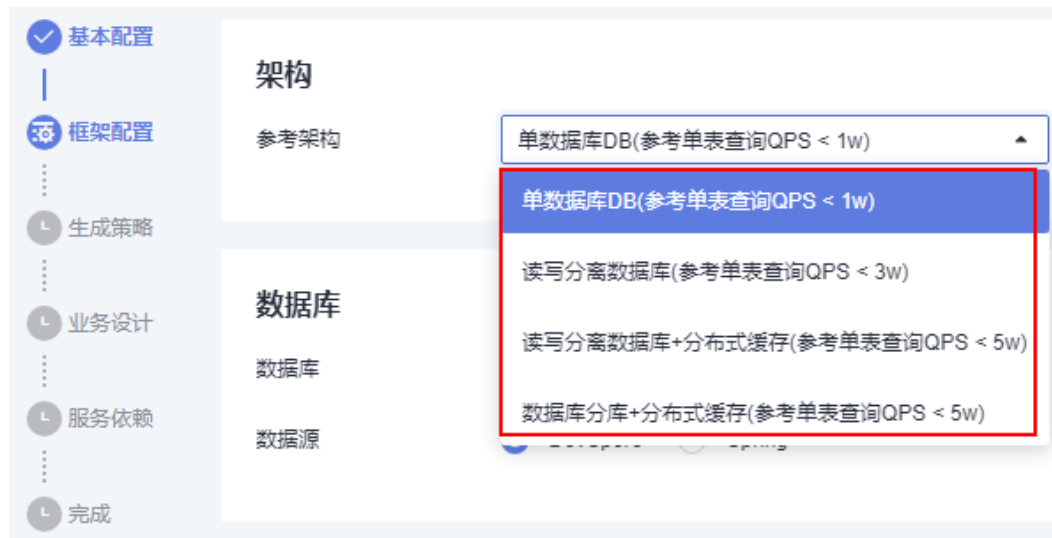 基本配置
框架配置
生成策略
业务设计
服务依赖
完成
架构
参考架构
单数据库DB(参考单表查询QPS < 1w)
单数据库DB(参考单表查询QPS < 1w)
读写分离数据库(参考单表查询QPS < 3w)
读写分离数据库+分布式缓存(参考单表查询QPS < 5w)
数据库分库+分布式缓存(参考单表查询QPS < 5w)
数据库
数据库
数据源